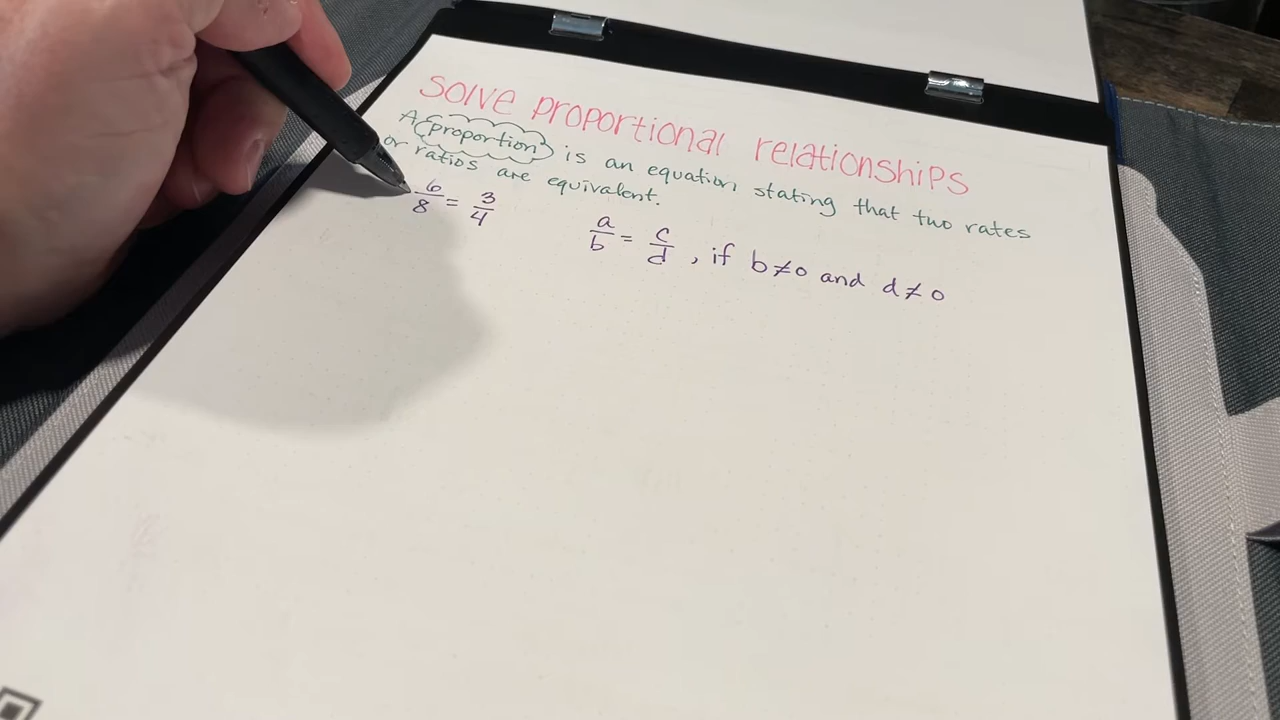 Solve proportional relationships
A proportion is an equation stating that two rates
or ratios are equivalent.
6/8 = 3/4
a/b = c/d , if b≠0 and d≠0